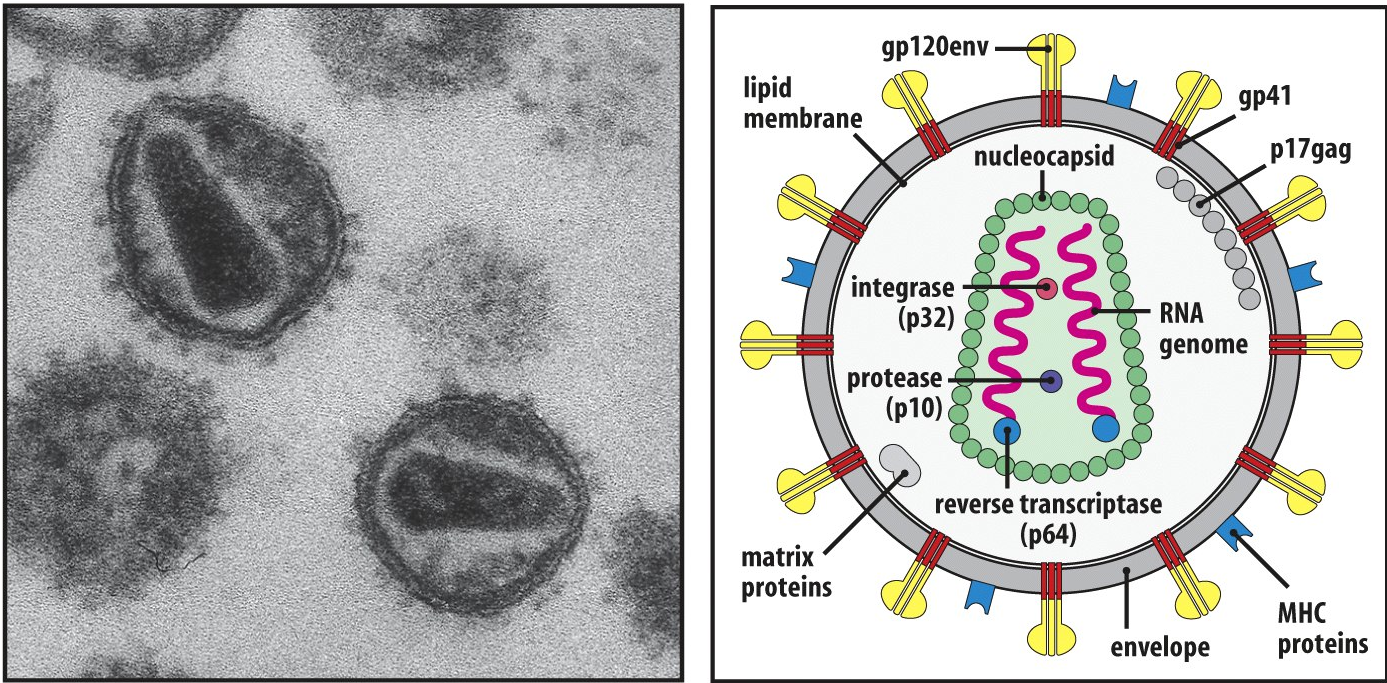 gp120env
lipid
membrane
gp41
p17gag
nucleocapsid
integrase
(p32)
RNA
genome
protease
(p10)
reverse transcriptase
(p64)
matrix
proteins
MHC
proteins
envelope